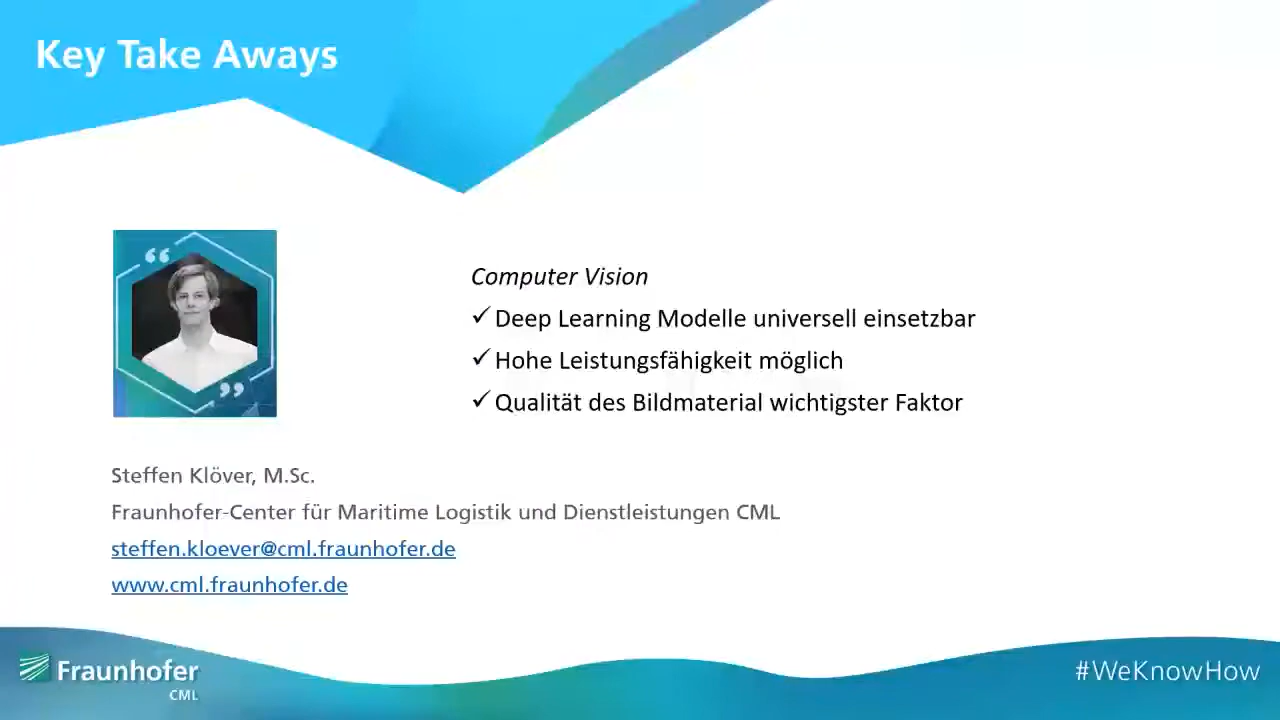 Key Take Aways
“
”
Computer Vision
✓ Deep Learning Modelle universell einsetzbar
✓ Hohe Leistungsfähigkeit möglich
✓ Qualität des Bildmaterial wichtigster Faktor
Steffen Klöver, M.Sc.
Fraunhofer-Center für Maritime Logistik und Dienstleistungen CML
steffen.kloever@cml.fraunhofer.de
www.cml.fraunhofer.de
Fraunhofer
CML
#WeKnowHow